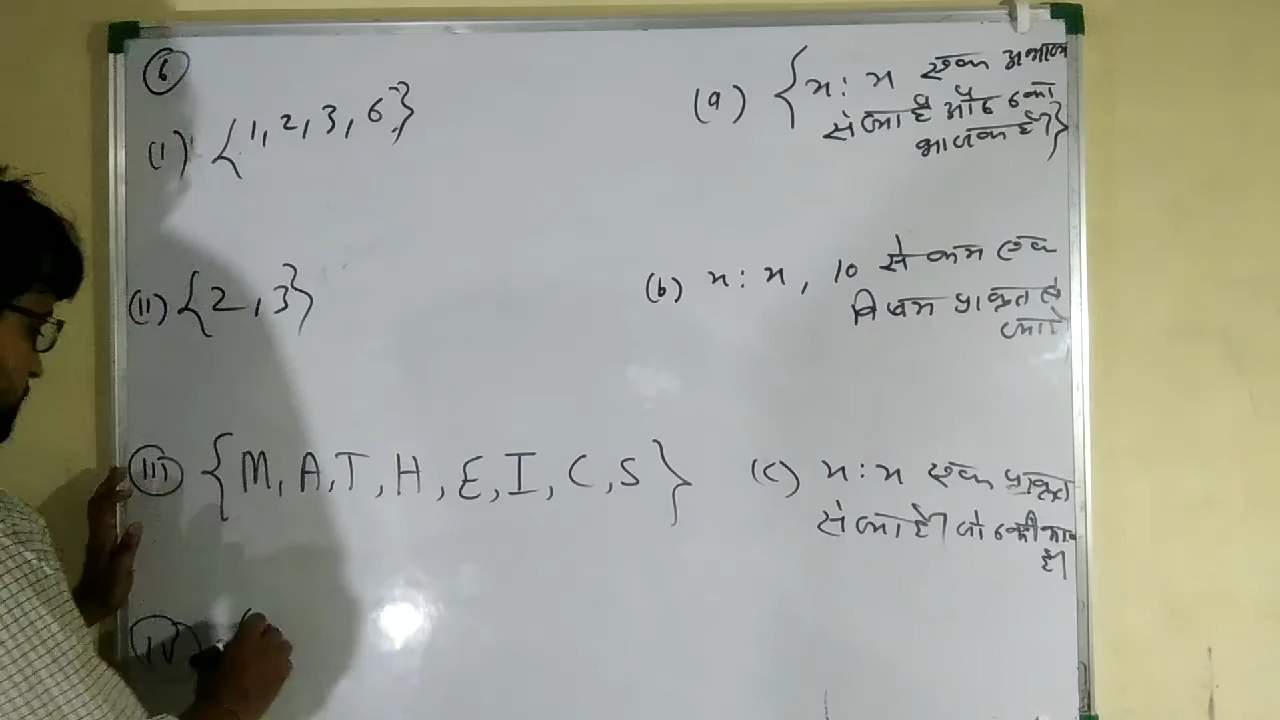 6
(i) {1, 2, 3, 6}
(a) {x : x एक अभाज्य
संख्या है और 6 का
भाजक है}
(ii) {2, 3}
(b) x : x, 10 से कम एक
विषम प्राकृत सं
ख्या है
(iii) {M, A, T, H, E, I, C, S}
(c) x : x एक प्राकृत
संख्या है जो 6 की भाज
है
(iv)